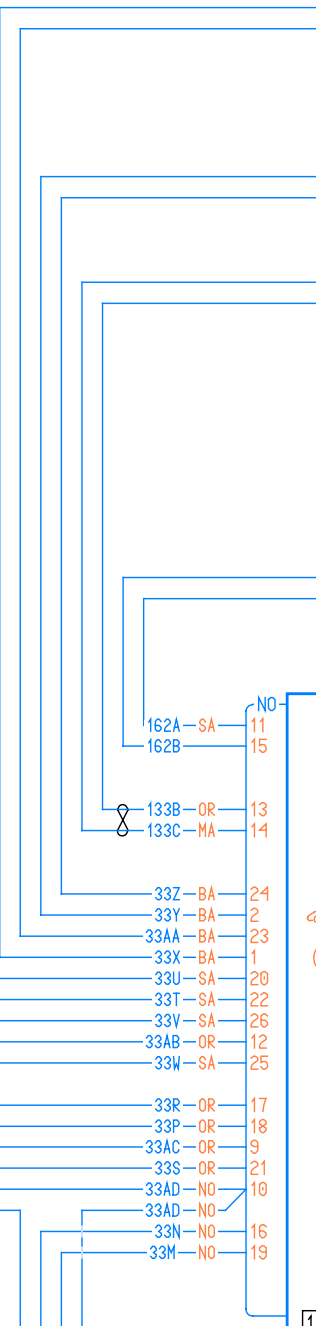 NO
162A SA 11
162B 15
133B OR 13
133C MA 14
33Z BA 24
33Y BA 2
33AA BA 23
33X BA 1
33U SA 20
33T SA 22
33V SA 26
33AB OR 12
33W SA 25
33R OR 17
33P OR 18
33AC OR 9
33S OR 21
33AD NO 10
33AD NO
33N NO 16
33M NO 19
1